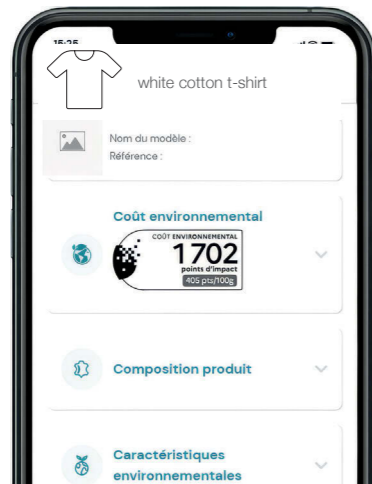 15:25
white cotton t-shirt
Nom du modèle :
Référence :
Coût environnemental
COÛT ENVIRONNEMENTAL
1702
points d'impact
405 pts/100g
Composition produit
Caractéristiques
environnementales